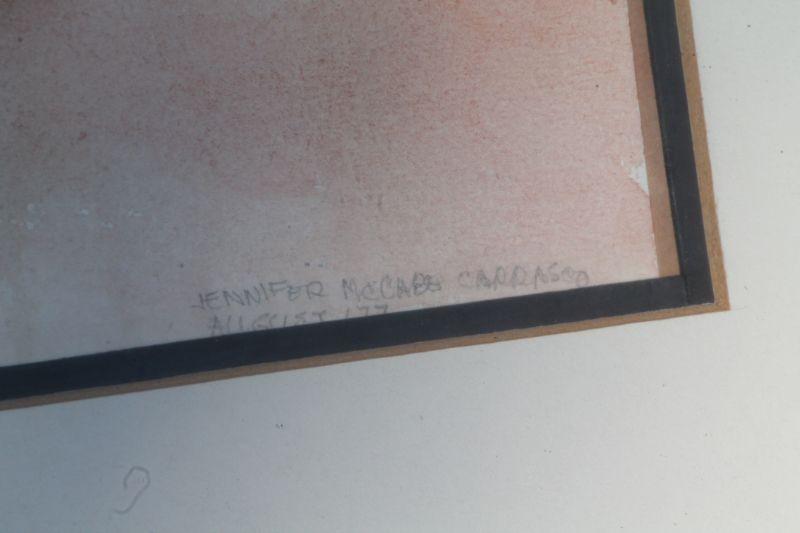 JENNIFER McCABE CARRASCO
AUGUST '77